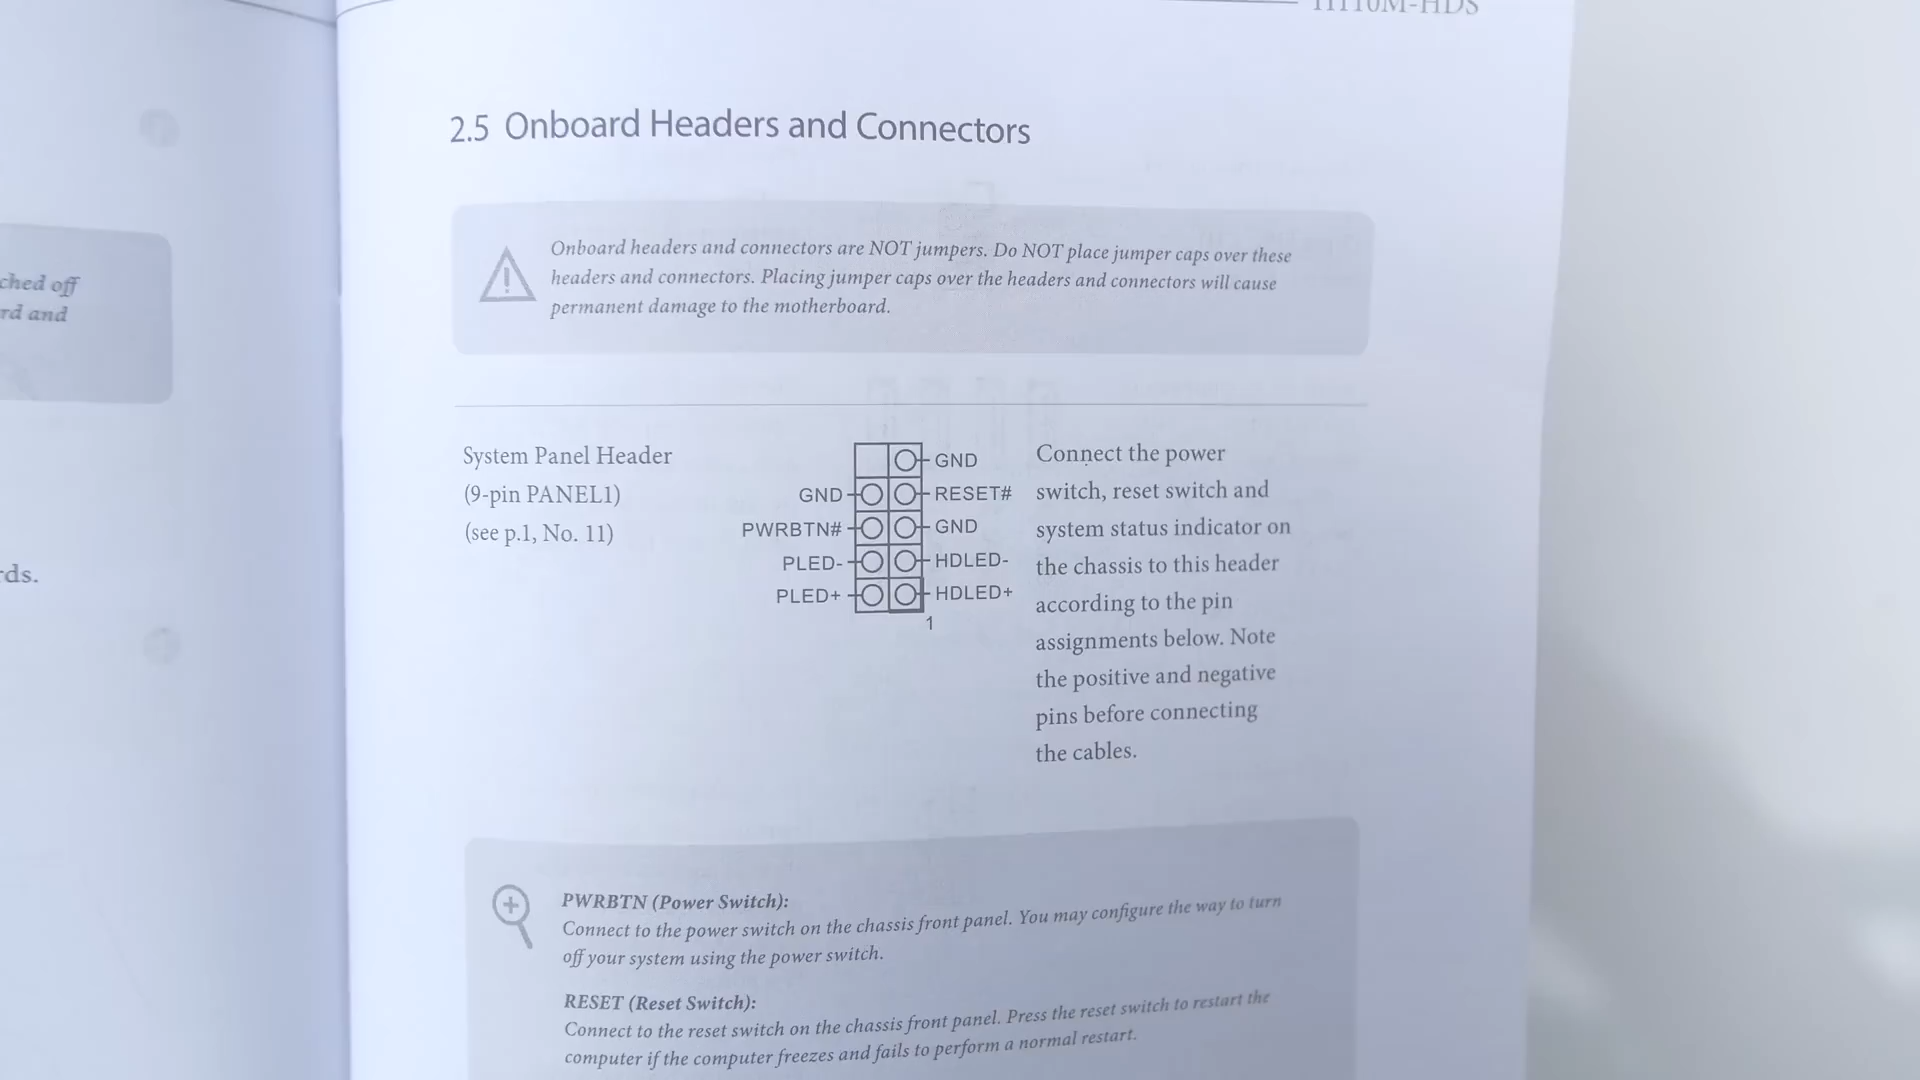 H110M-HDS
2.5 Onboard Headers and Connectors
Onboard headers and connectors are NOT jumpers. Do NOT place jumper caps over these
headers and connectors. Placing jumper caps over the headers and connectors will cause
permanent damage to the motherboard.
ched off
rd and
rds.
System Panel Header
(9-pin PANEL1)
(see p.1, No. 11)
GND
GND RESET#
PWRBTN# GND
PLED- HDLED-
PLED+ HDLED+
1
Connect the power
switch, reset switch and
system status indicator on
the chassis to this header
according to the pin
assignments below. Note
the positive and negative
pins before connecting
the cables.
PWRBTN (Power Switch):
Connect to the power switch on the chassis front panel. You may configure the way to turn
off your system using the power switch.
RESET (Reset Switch):
Connect to the reset switch on the chassis front panel. Press the reset switch to restart the
computer if the computer freezes and fails to perform a normal restart.